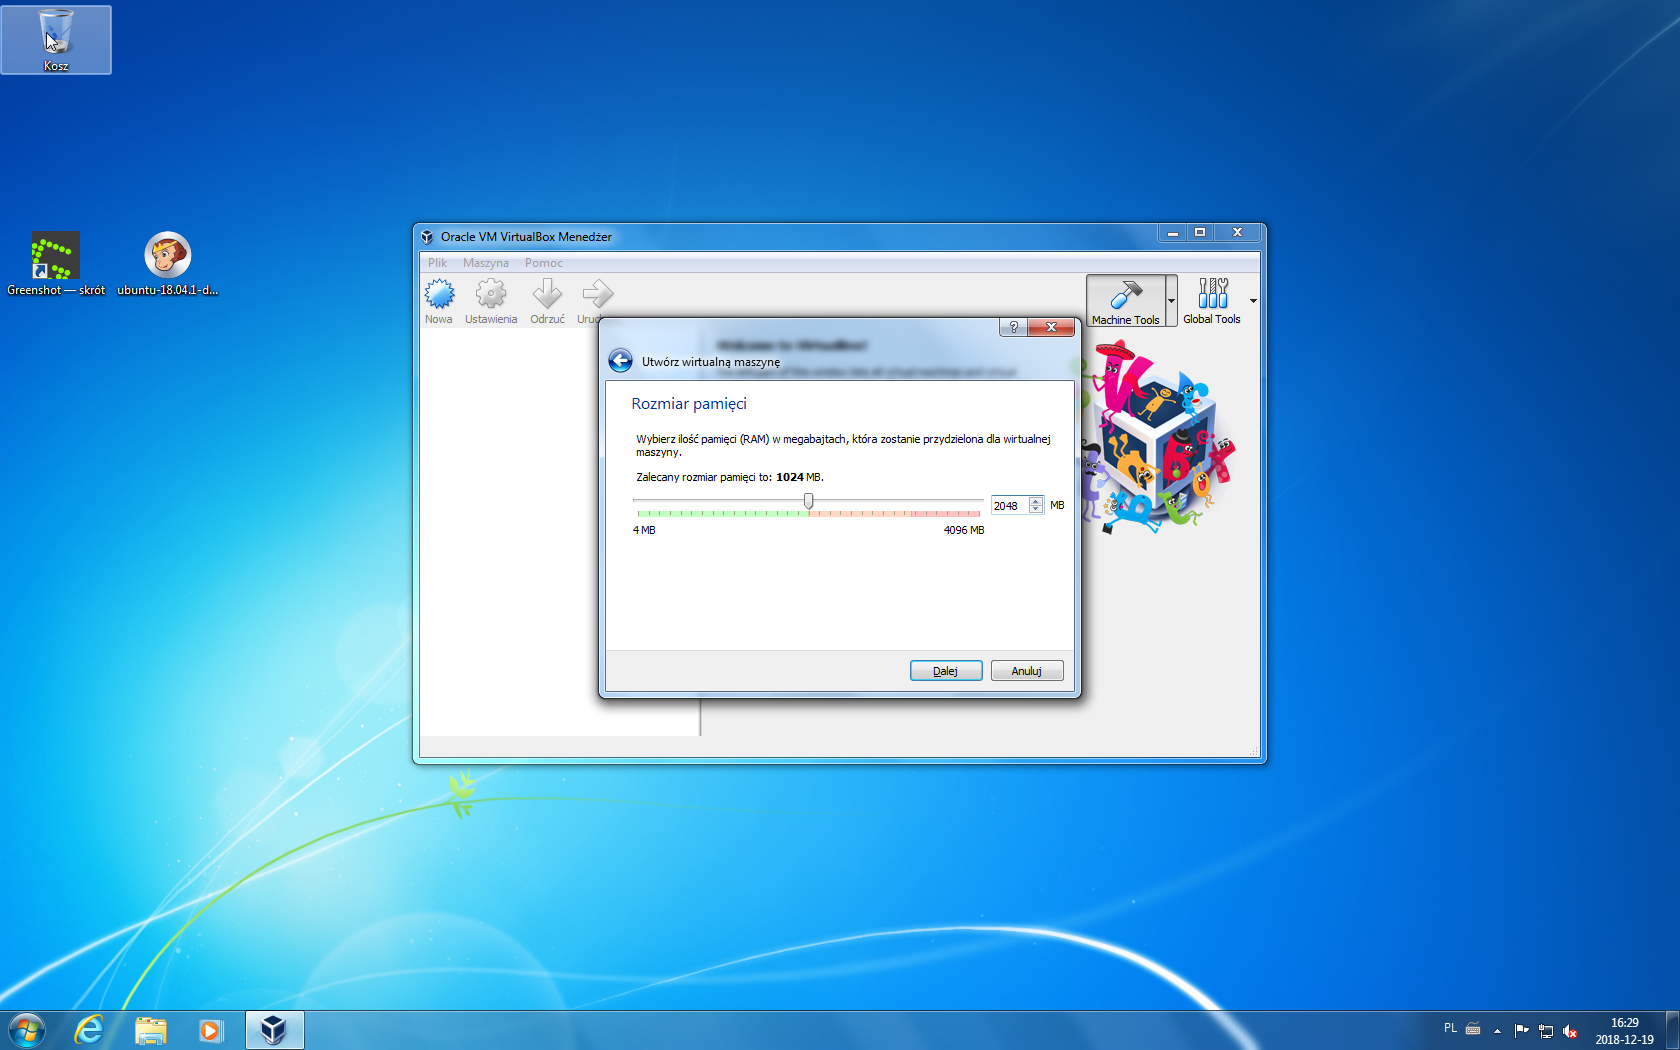 Kosz
Greenshot — skrót
ubuntu-18.04.1-d...
Oracle VM VirtualBox Menedżer
Plik Maszyna Pomoc
Nowa Ustawienia Odrzuć
Machine Tools Global Tools
Welcome to VirtualBox!
Utwórz wirtualną maszynę
Rozmiar pamięci
Wybierz ilość pamięci (RAM) w megabajtach, która zostanie przydzielona dla wirtualnej
maszyny.
Zalecany rozmiar pamięci to: 1024 MB.
2048 MB
4 MB 4096 MB
Dalej Anuluj
PL
16:29
2018-12-19